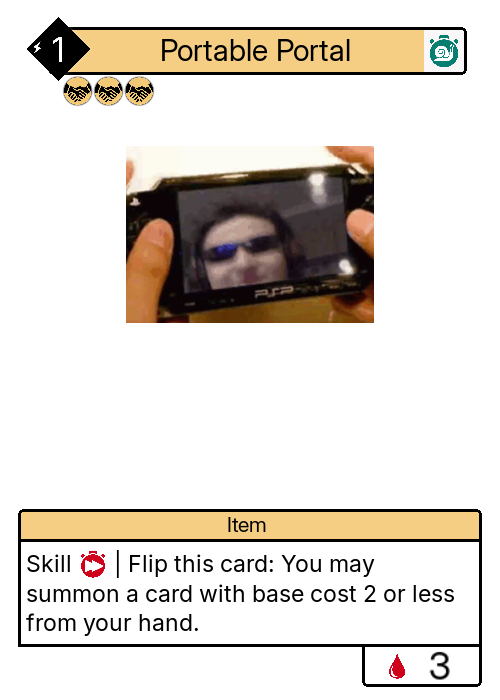 1
Portable Portal
PSP
Item
Skill | Flip this card: You may
summon a card with base cost 2 or less
from your hand.
3